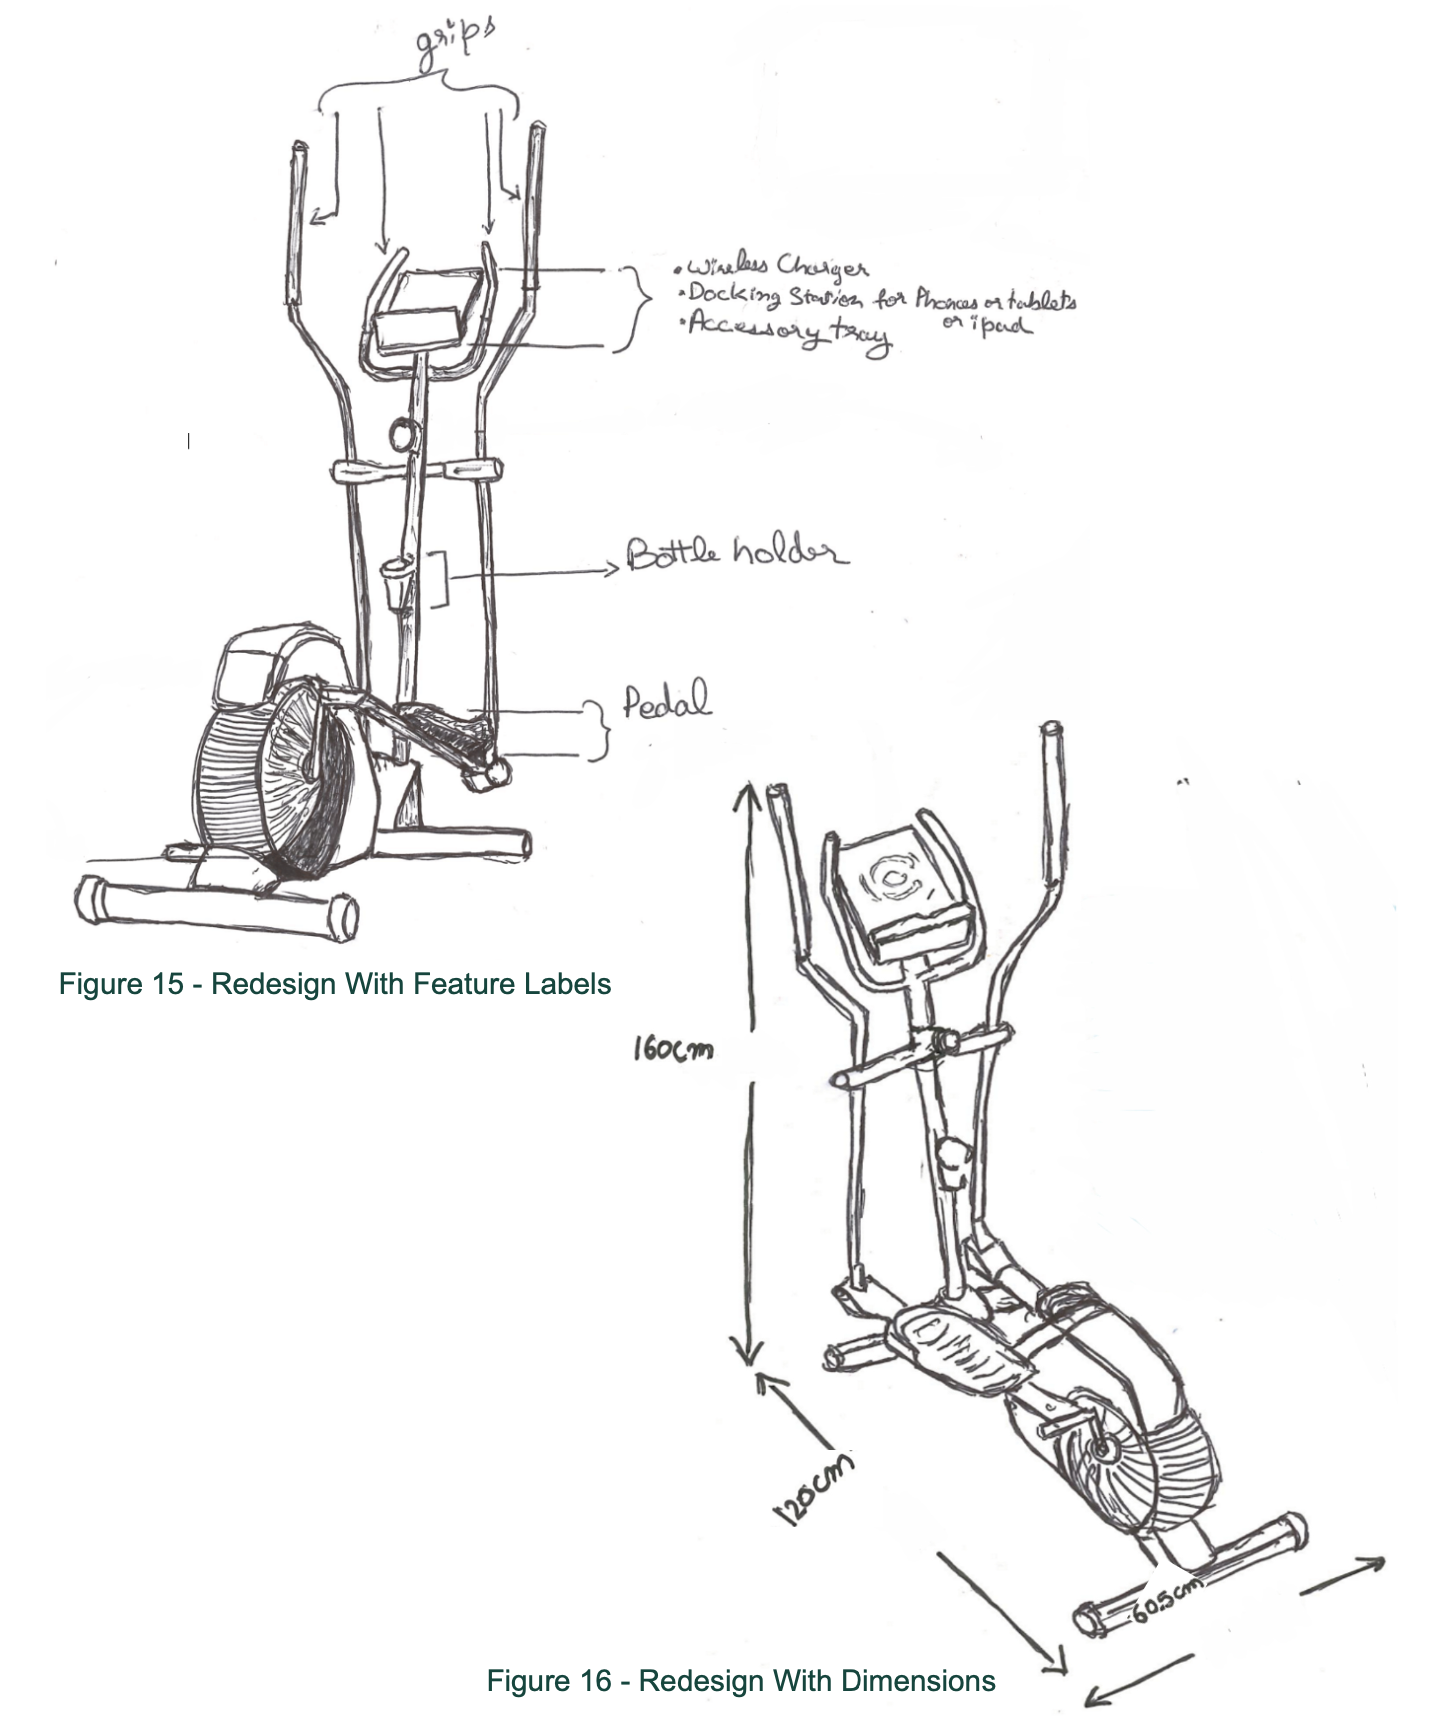 grips
• Wireless Charger
• Docking Station for Phones or tablets
or ipad
• Accessory tray
Bottle holder
Pedal
Figure 15 - Redesign With Feature Labels
160cm
120cm
60.5cm
Figure 16 - Redesign With Dimensions